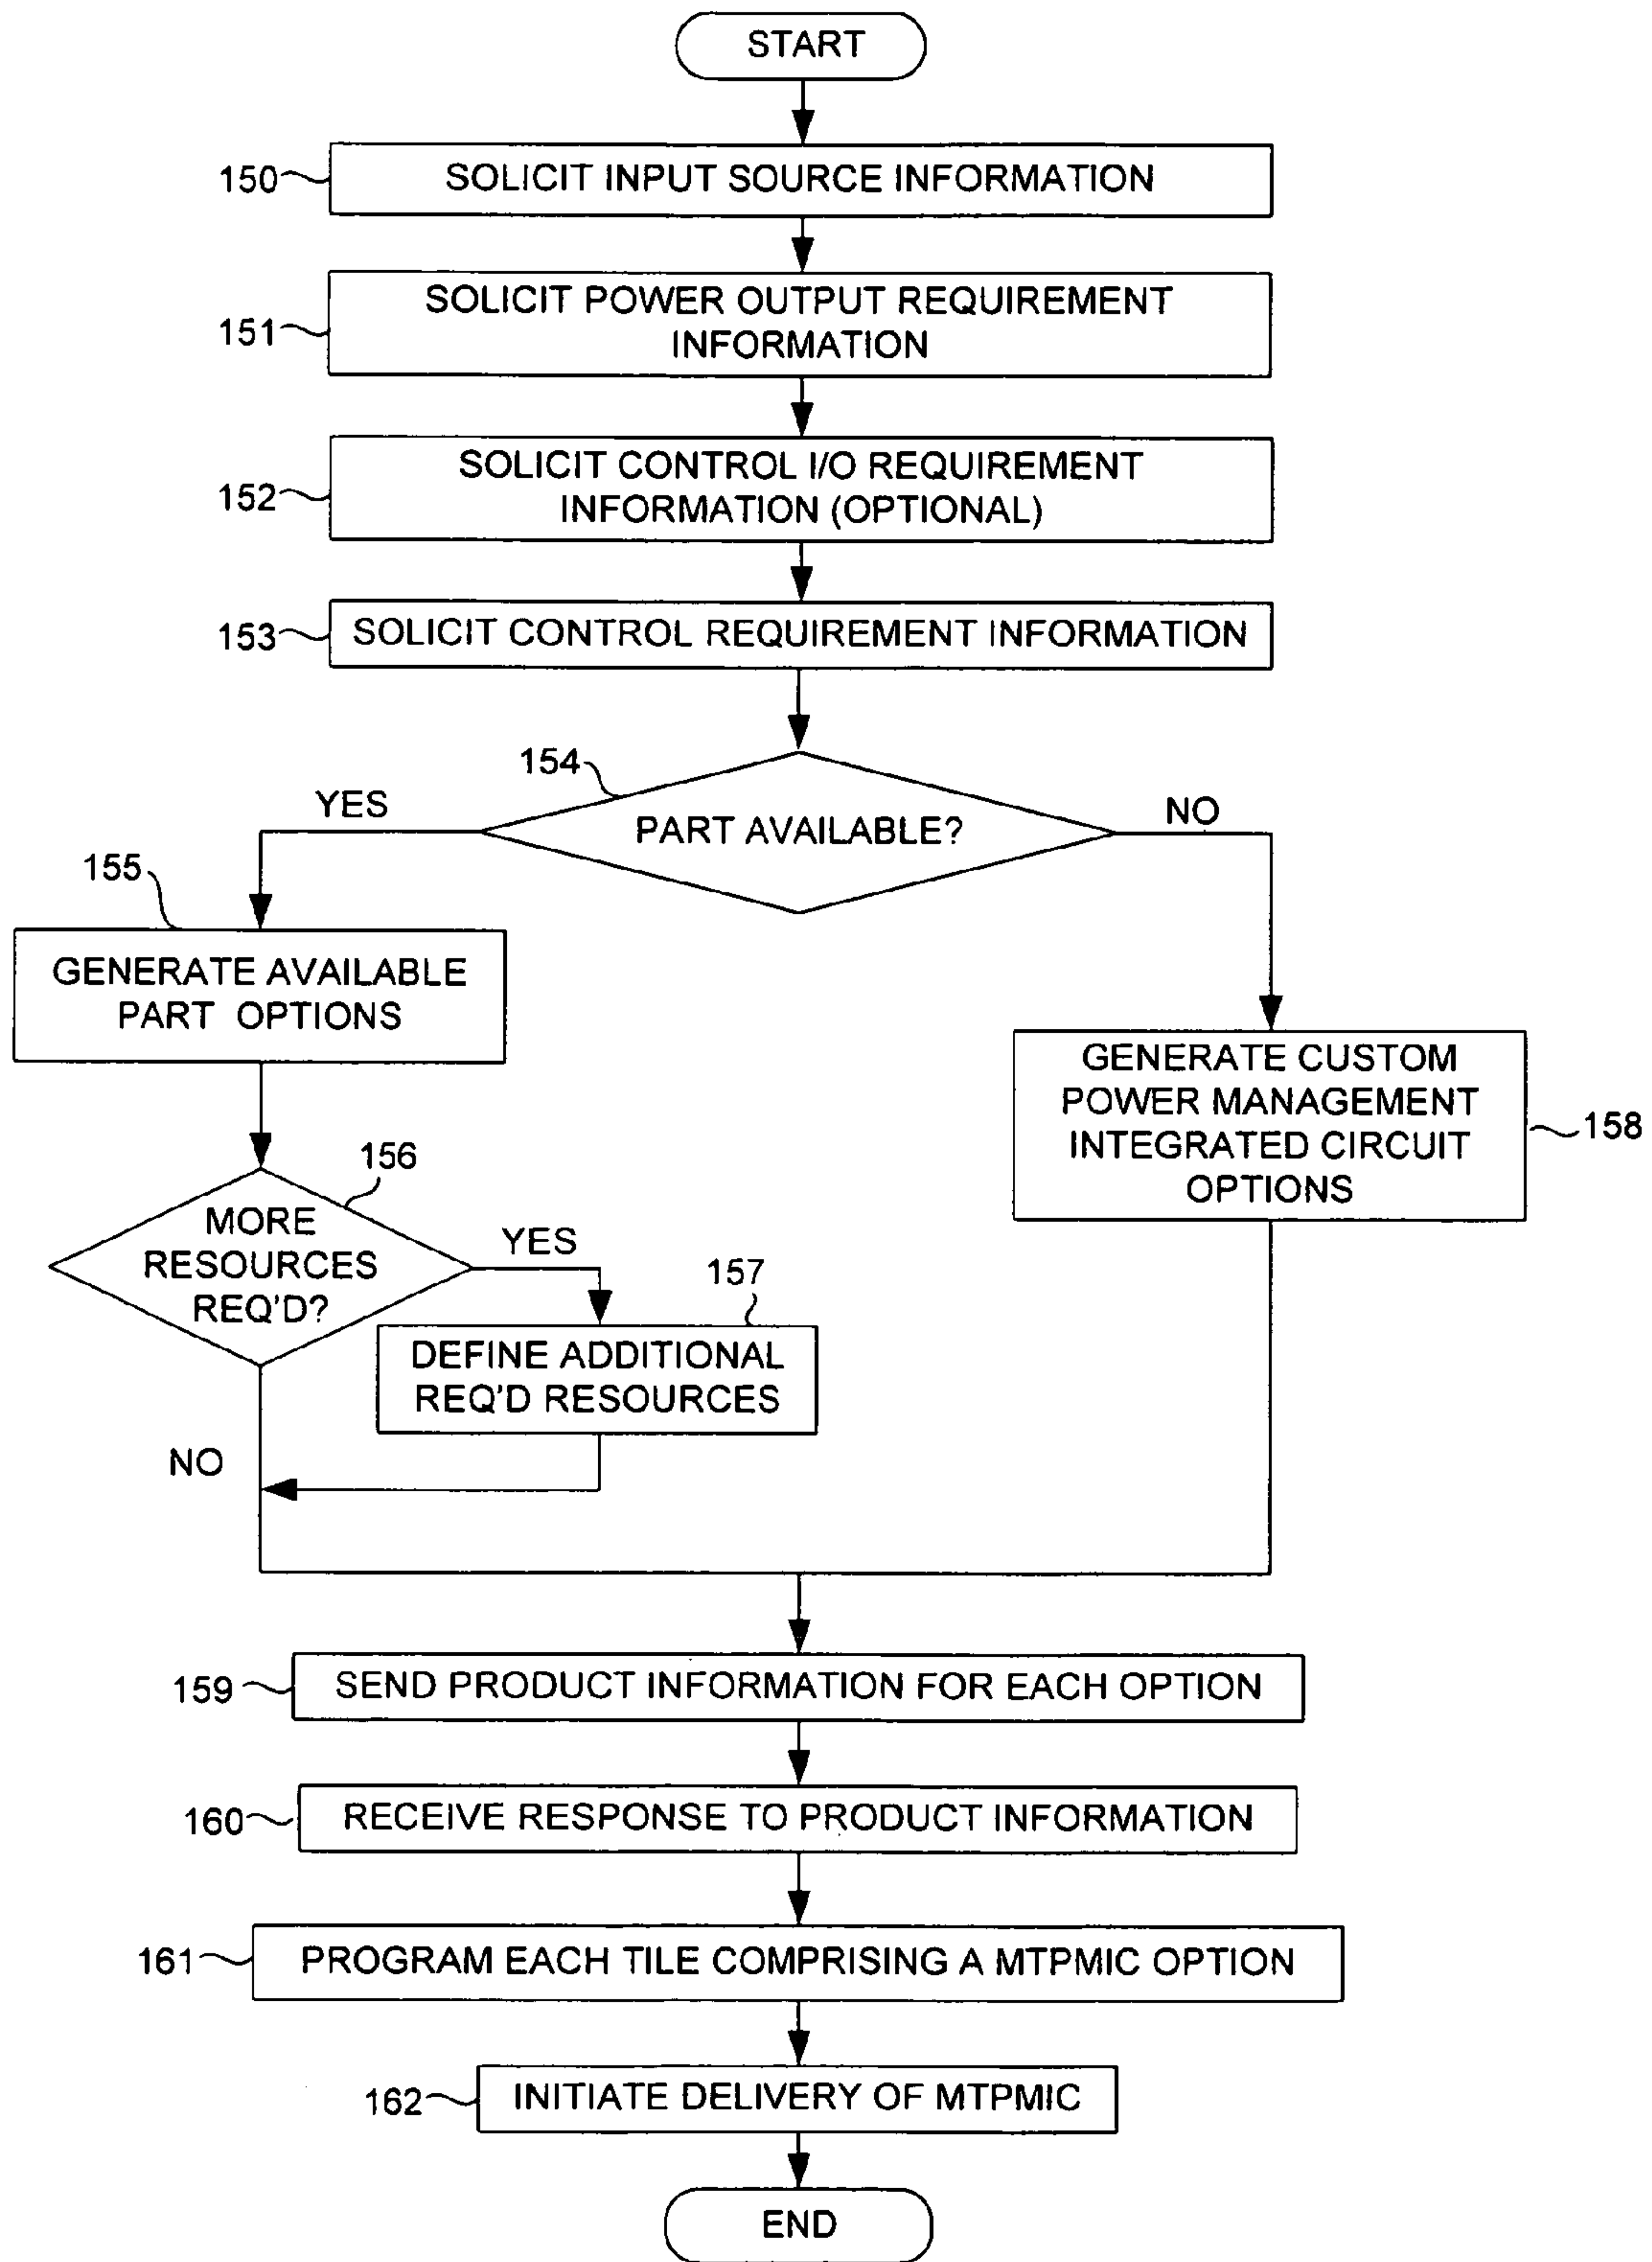 START
150
SOLICIT INPUT SOURCE INFORMATION
151
SOLICIT POWER OUTPUT REQUIREMENT
INFORMATION
152
SOLICIT CONTROL I/O REQUIREMENT
INFORMATION (OPTIONAL)
153
SOLICIT CONTROL REQUIREMENT INFORMATION
154
YES
PART AVAILABLE?
NO
155
GENERATE AVAILABLE
PART OPTIONS
GENERATE CUSTOM
POWER MANAGEMENT
INTEGRATED CIRCUIT
OPTIONS
158
156
MORE
RESOURCES
REQ'D?
YES
157
DEFINE ADDITIONAL
REQ'D RESOURCES
NO
159
SEND PRODUCT INFORMATION FOR EACH OPTION
160
RECEIVE RESPONSE TO PRODUCT INFORMATION
161
PROGRAM EACH TILE COMPRISING A MTPMIC OPTION
162
INITIATE DELIVERY OF MTPMIC
END